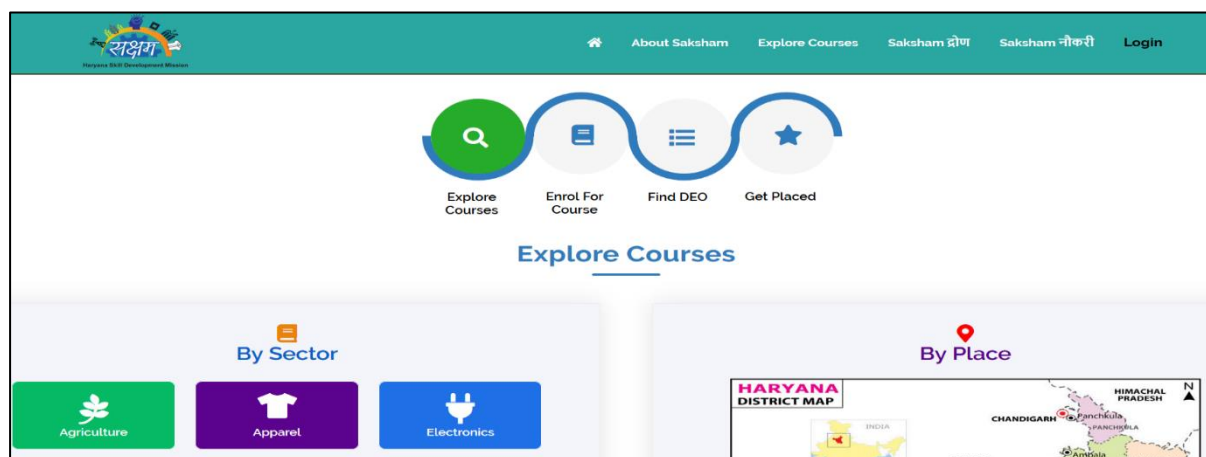 सक्षम
Haryana Skill Development Mission
About Saksham
Explore Courses
Saksham द्रोण
Saksham नौकरी
Login
Explore
Courses
Enrol For
Course
Find DEO
Get Placed
Explore Courses
By Sector
Agriculture
Apparel
Electronics
By Place
HARYANA
DISTRICT MAP
INDIA
HIMACHAL
PRADESH
N
CHANDIGARH
Panchkula
PANCHKULA
Ambala